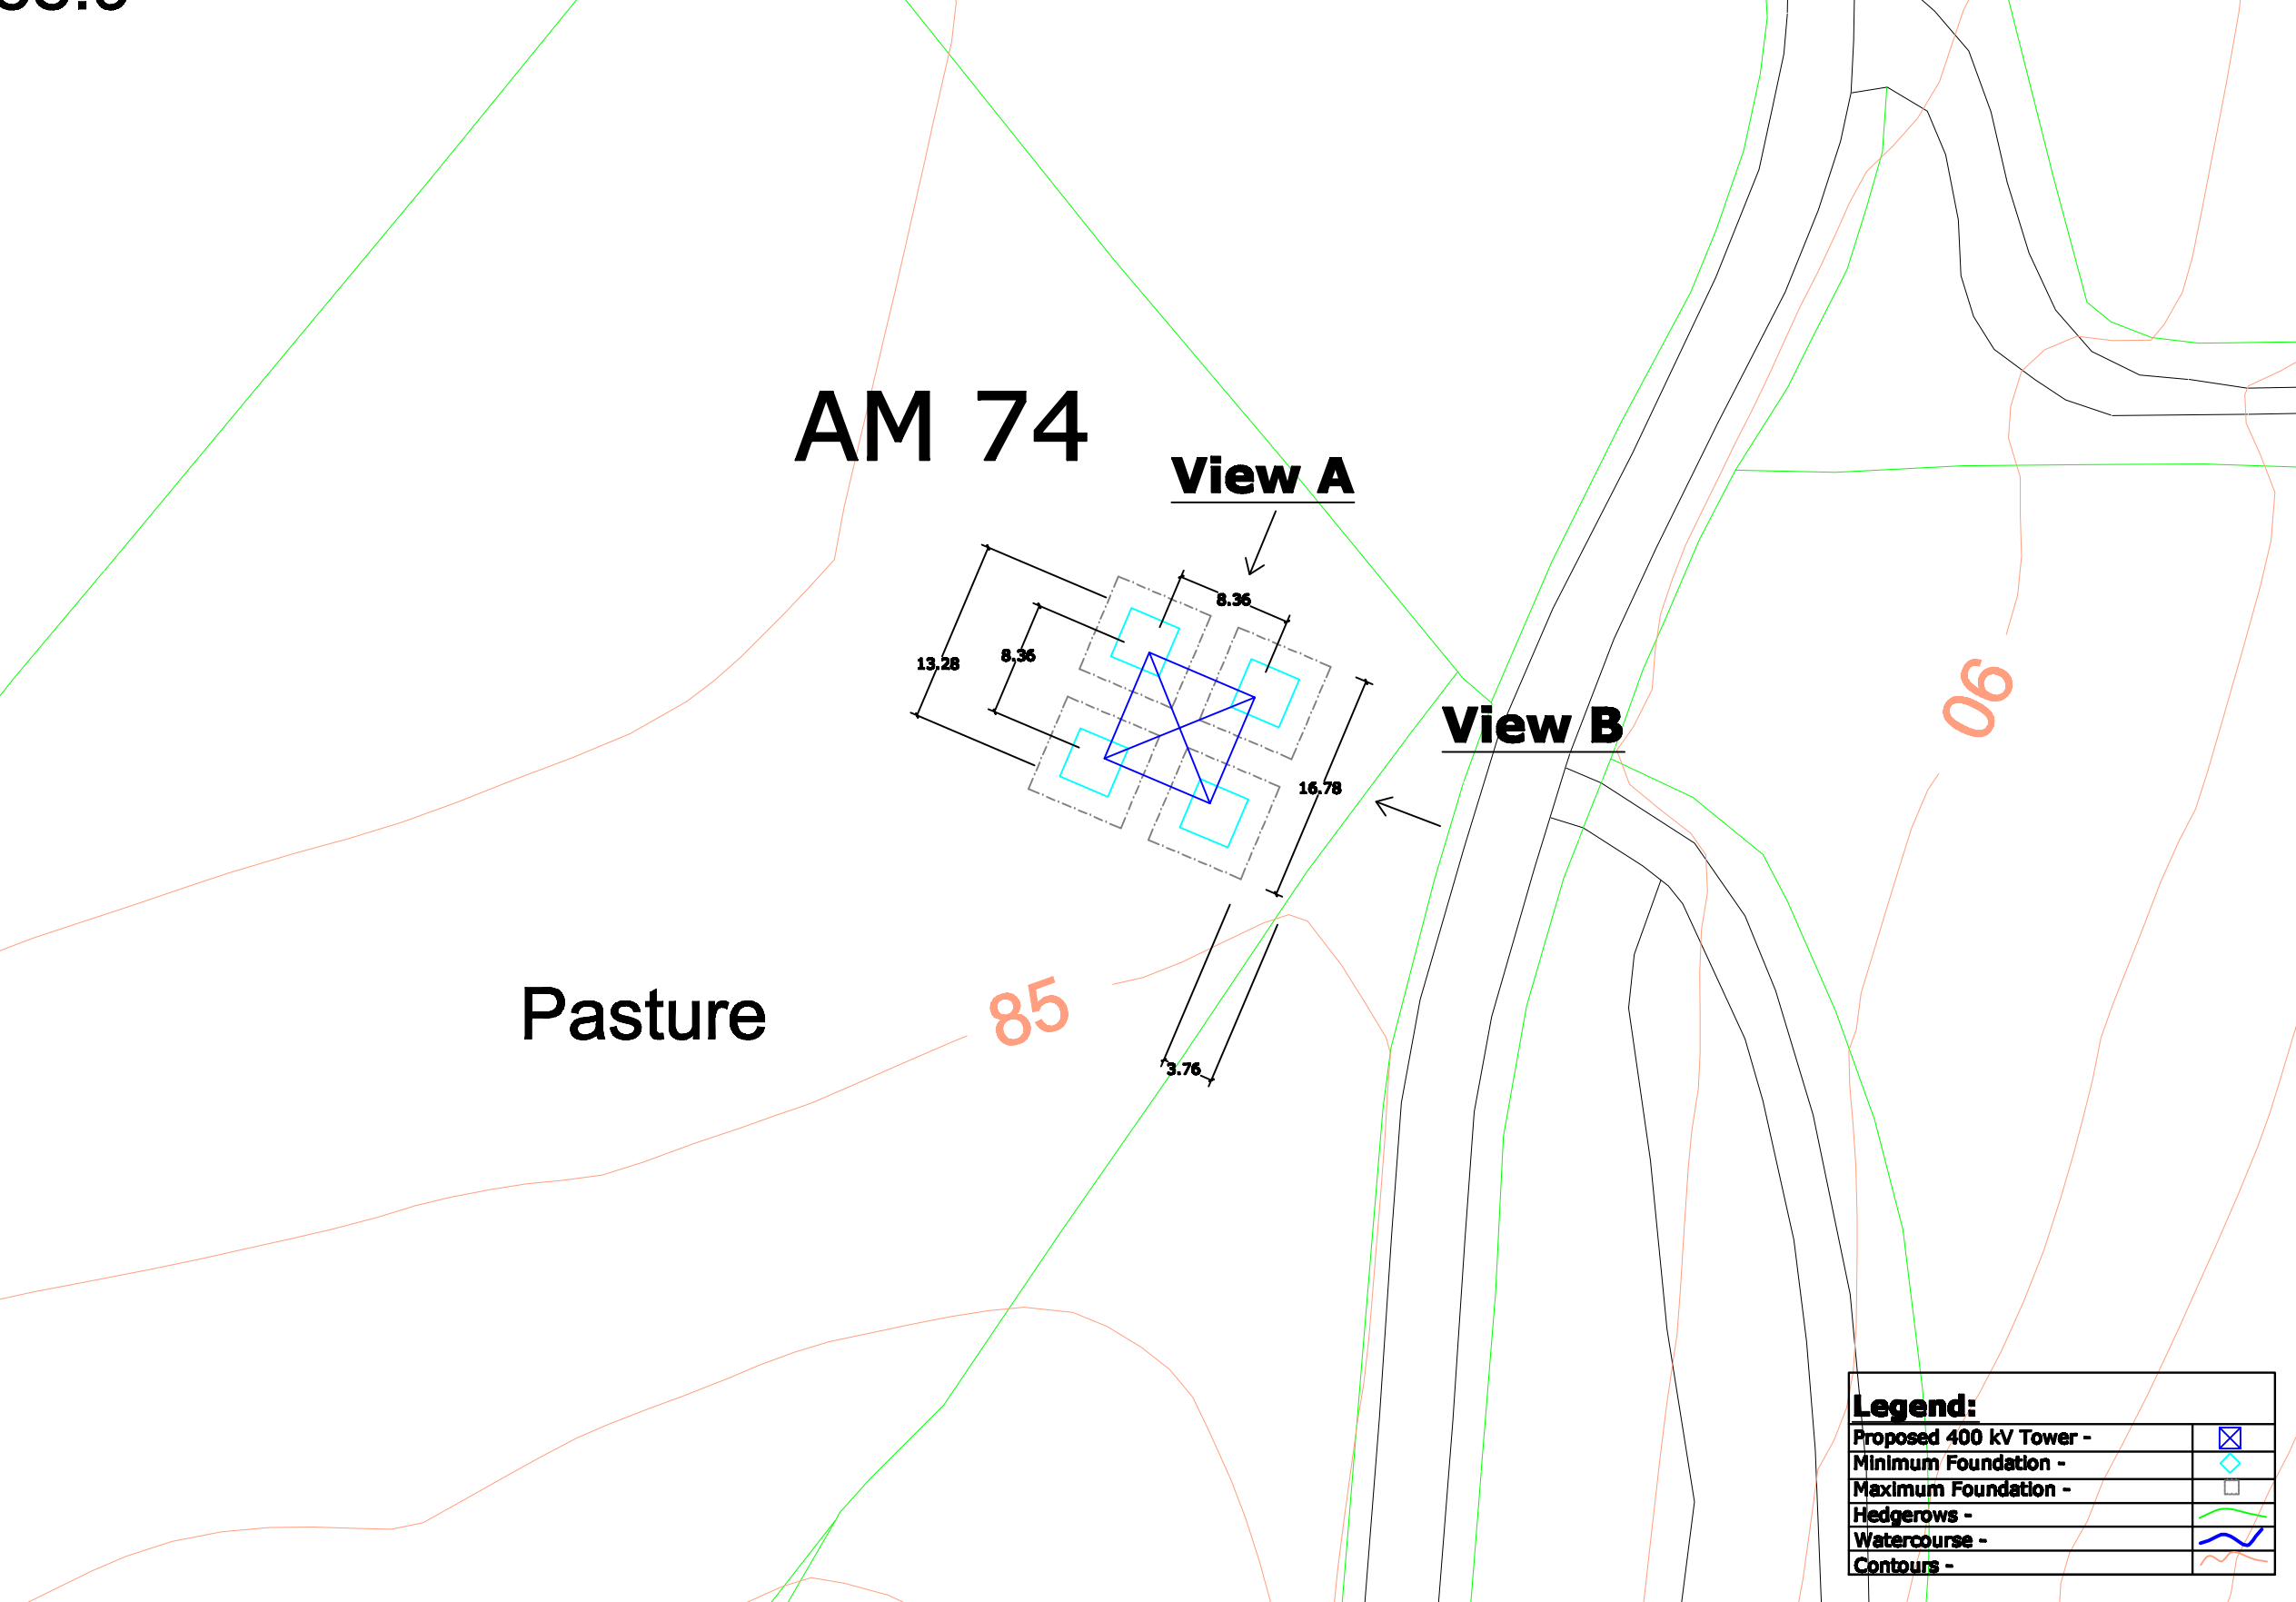 AM 74
View A
8.36
13.28
8.36
View B
16.78
Pasture
85
3.76
90
Legend:
Proposed 400 kV Tower -
Minimum Foundation -
Maximum Foundation -
Hedgerows -
Watercourse -
Contours -